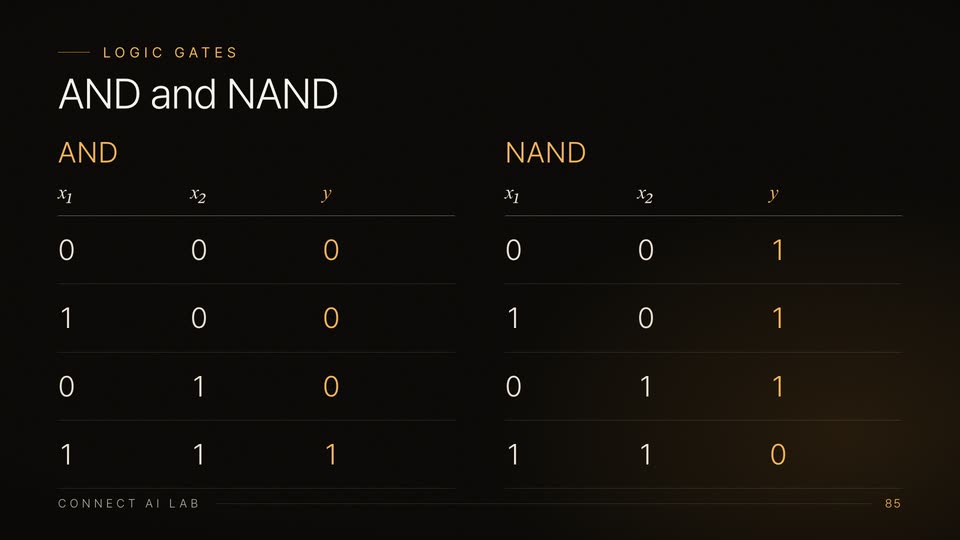 LOGIC GATES
AND and NAND
AND
x₁ x₂ y
0 0 0
1 0 0
0 1 0
1 1 1
NAND
x₁ x₂ y
0 0 1
1 0 1
0 1 1
1 1 0
CONNECT AI LAB 85